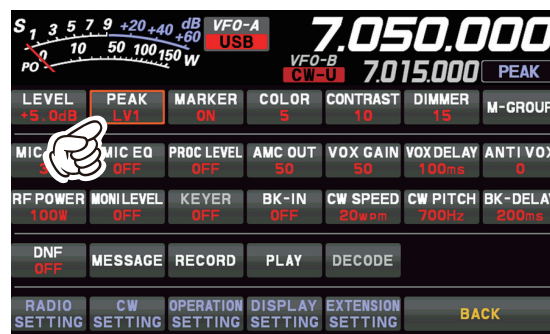 S 1 3 5 7 9 +20 +40 +60 dB
PO 0 10 50 100 150 W
VFO-A
USB
7.050.000
VFO-B
CW-U
7.015.000
PEAK
LEVEL PEAK MARKER COLOR CONTRAST DIMMER M-GROUP
+5.0dB LV1 ON 5 10 15
MIC EQ PROC LEVEL AMC OUT VOX GAIN VOX DELAY ANTI VOX
OFF OFF 50 50 100ms 0
RF POWER MONI LEVEL KEYER BK-IN CW SPEED CW PITCH BK-DELA
100W OFF OFF OFF 20wpm 700Hz 200ms
DNF MESSAGE RECORD PLAY DECODE
OFF
RADIO CW OPERATION DISPLAY EXTENSION BACK
SETTING SETTING SETTING SETTING SETTING